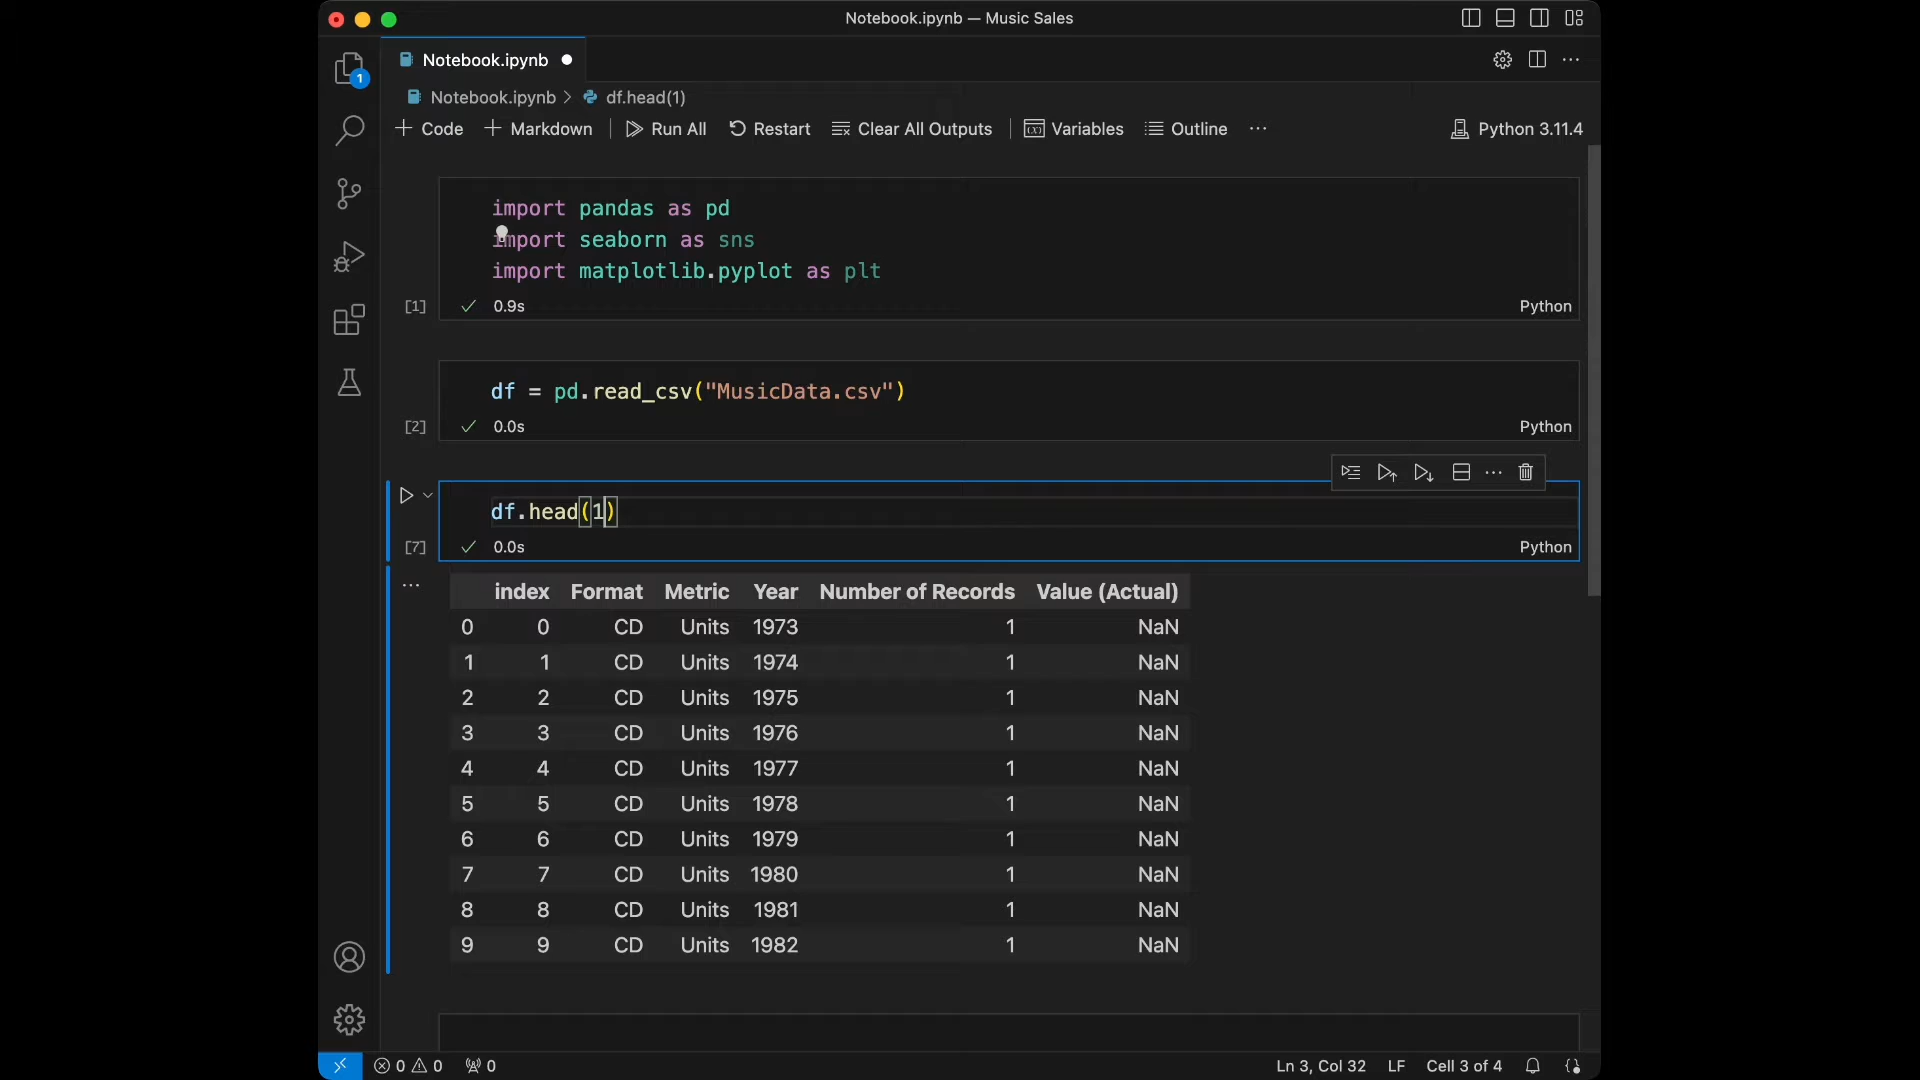 Notebook.ipynb — Music Sales
Notebook.ipynb
1
Notebook.ipynb > df.head(1)
+ Code + Markdown Run All Restart Clear All Outputs Variables Outline ... Python 3.11.4
import pandas as pd
import seaborn as sns
import matplotlib.pyplot as plt
[1] 0.9s Python
df = pd.read_csv("MusicData.csv")
[2] 0.0s Python
df.head(1)
[7] 0.0s Python
index Format Metric Year Number of Records Value (Actual)
0 0 CD Units 1973 1 NaN
1 1 CD Units 1974 1 NaN
2 2 CD Units 1975 1 NaN
3 3 CD Units 1976 1 NaN
4 4 CD Units 1977 1 NaN
5 5 CD Units 1978 1 NaN
6 6 CD Units 1979 1 NaN
7 7 CD Units 1980 1 NaN
8 8 CD Units 1981 1 NaN
9 9 CD Units 1982 1 NaN
0 0 0 Ln 3, Col 32 LF Cell 3 of 4